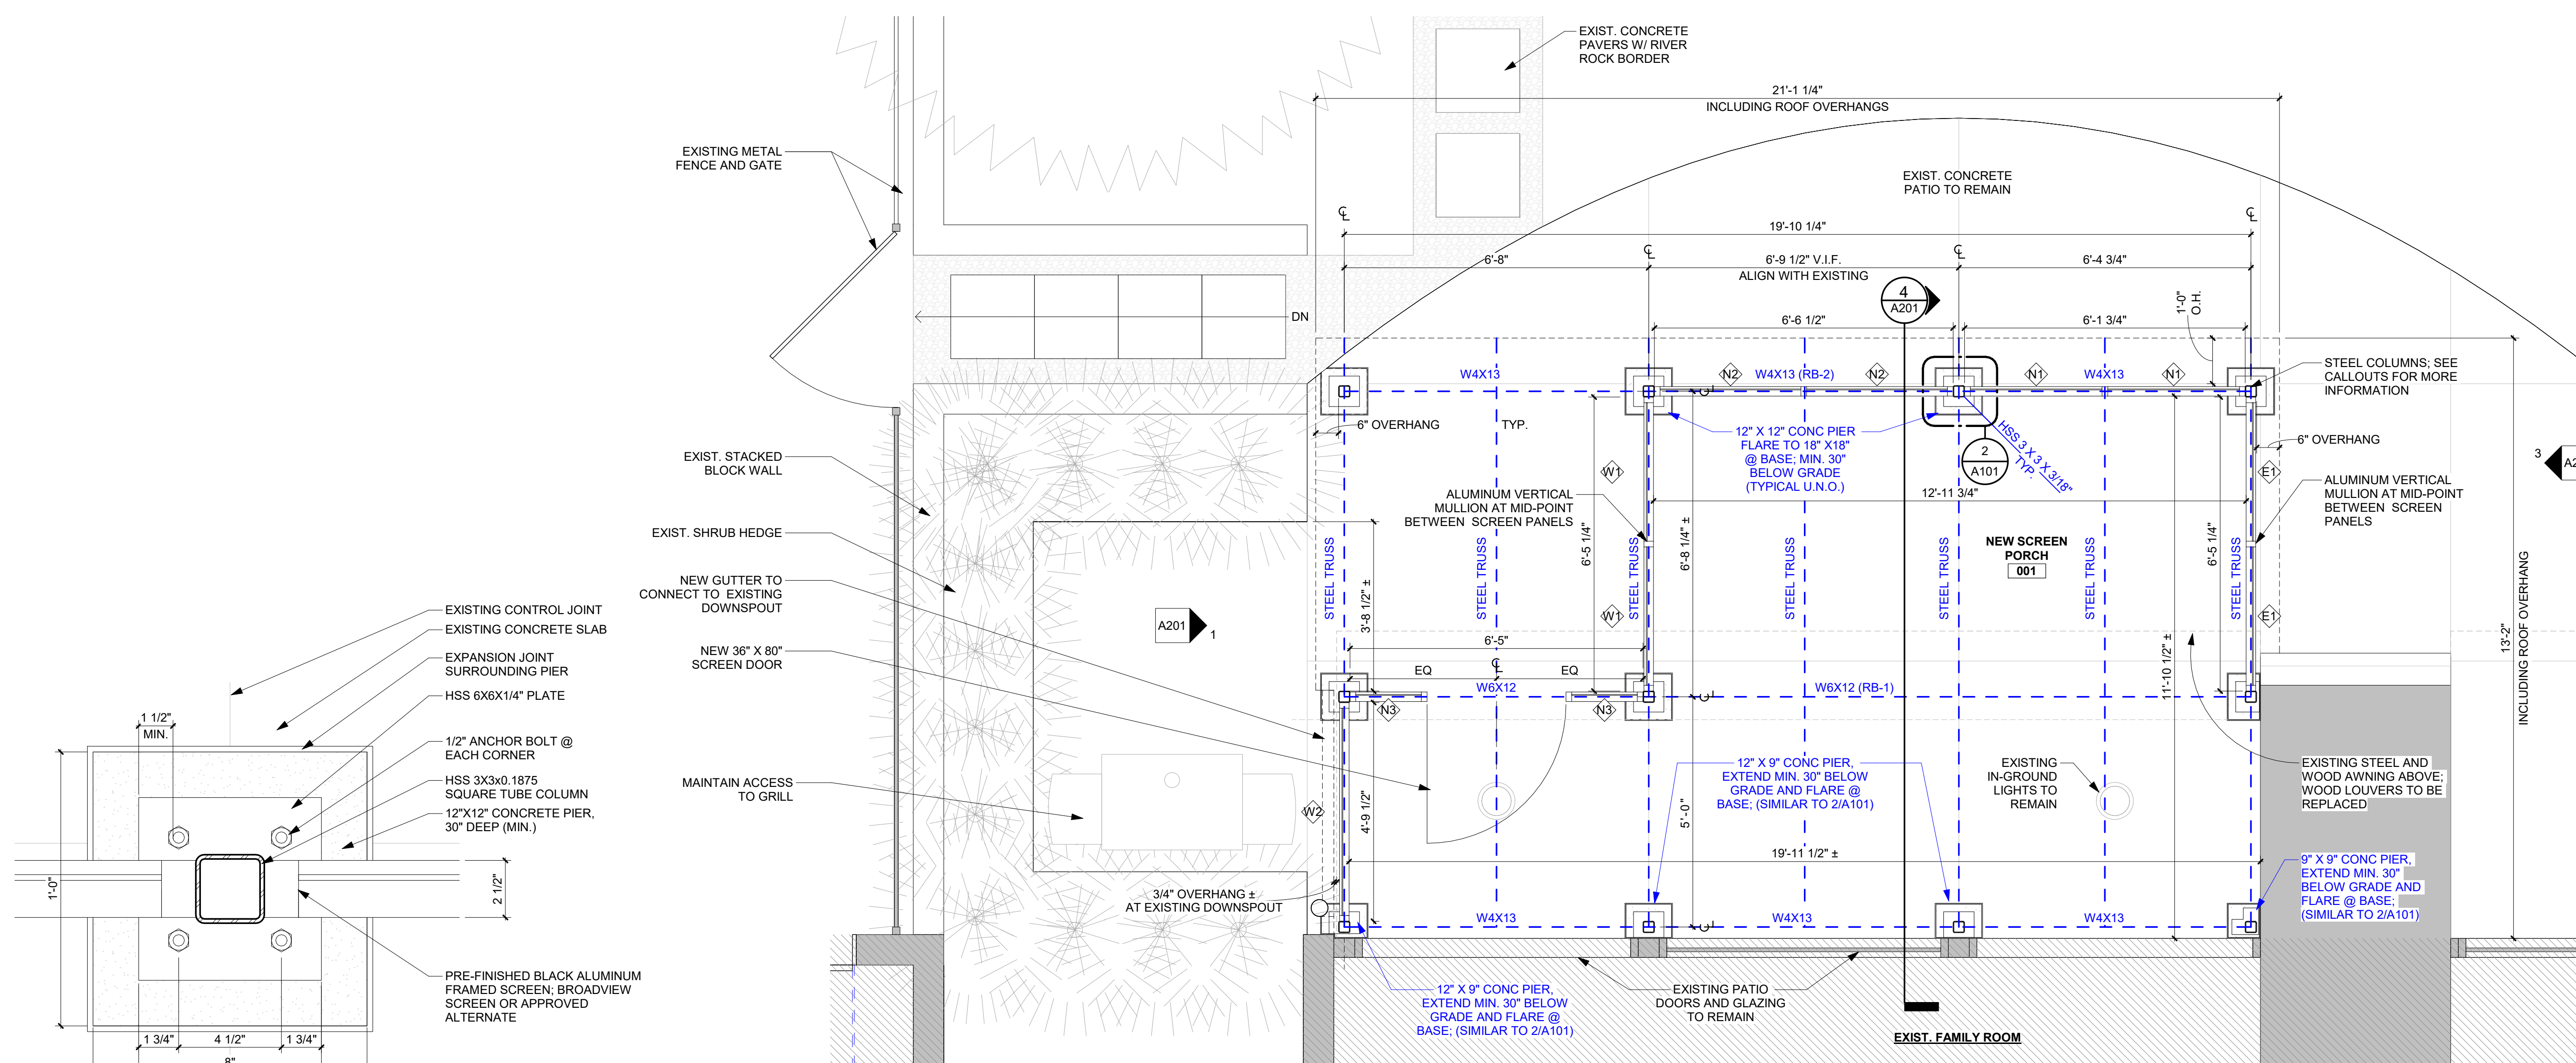 EXIST. CONCRETE
PAVERS W/ RIVER
ROCK BORDER
21'-1 1/4"
INCLUDING ROOF OVERHANGS
EXISTING METAL
FENCE AND GATE
EXIST. CONCRETE
PATIO TO REMAIN
19'-10 1/4"
6'-8"
6'-9 1/2" V.I.F.
ALIGN WITH EXISTING
6'-4 3/4"
4
A201
1'-0"
O.H.
DN
6'-6 1/2"
6'-1 3/4"
W4X13
N2
W4X13 (RB-2)
N2
N1
W4X13
N1
STEEL COLUMNS; SEE
CALLOUTS FOR MORE
INFORMATION
6" OVERHANG
TYP.
12" X 12" CONC PIER
FLARE TO 18" X18"
@ BASE; MIN. 30"
BELOW GRADE
(TYPICAL U.N.O.)
2
A101
HSS 3 X 3 X 3/18"
TYP.
6" OVERHANG
3
A2
EXIST. STACKED
BLOCK WALL
W1
E1
ALUMINUM VERTICAL
MULLION AT MID-POINT
BETWEEN SCREEN PANELS
12'-11 3/4"
ALUMINUM VERTICAL
MULLION AT MID-POINT
BETWEEN SCREEN
PANELS
EXIST. SHRUB HEDGE
6'-5 1/4"
6'-8 1/4" ±
6'-5 1/4"
NEW SCREEN
PORCH
001
STEEL TRUSS
STEEL TRUSS
STEEL TRUSS
STEEL TRUSS
STEEL TRUSS
STEEL TRUSS
STEEL TRUSS
NEW GUTTER TO
CONNECT TO EXISTING
DOWNSPOUT
3'-8 1/2" ±
EXISTING CONTROL JOINT
EXISTING CONCRETE SLAB
A201
1
W1
E1
NEW 36" X 80"
SCREEN DOOR
6'-5"
EQ
EQ
11'-10 1/2" ±
13'-2"
INCLUDING ROOF OVERHANG
EXPANSION JOINT
SURROUNDING PIER
HSS 6X6X1/4" PLATE
W6X12
W6X12 (RB-1)
N3
N3
1 1/2"
MIN.
1/2" ANCHOR BOLT @
EACH CORNER
HSS 3X3x0.1875
SQUARE TUBE COLUMN
12"X12" CONCRETE PIER,
30" DEEP (MIN.)
MAINTAIN ACCESS
TO GRILL
W2
4'-9 1/2"
12" X 9" CONC PIER,
EXTEND MIN. 30" BELOW
GRADE AND FLARE @
BASE; (SIMILAR TO 2/A101)
5'-0"
EXISTING
IN-GROUND
LIGHTS TO
REMAIN
EXISTING STEEL AND
WOOD AWNING ABOVE;
WOOD LOUVERS TO BE
REPLACED
19'-11 1/2" ±
9" X 9" CONC PIER,
EXTEND MIN. 30"
BELOW GRADE AND
FLARE @ BASE;
(SIMILAR TO 2/A101)
1'-0"
2 1/2"
3/4" OVERHANG ±
AT EXISTING DOWNSPOUT
W4X13
W4X13
W4X13
PRE-FINISHED BLACK ALUMINUM
FRAMED SCREEN; BROADVIEW
SCREEN OR APPROVED
ALTERNATE
12" X 9" CONC PIER,
EXTEND MIN. 30" BELOW
GRADE AND FLARE @
BASE; (SIMILAR TO 2/A101)
EXISTING PATIO
DOORS AND GLAZING
TO REMAIN
EXIST. FAMILY ROOM
1 3/4"
4 1/2"
1 3/4"
8"